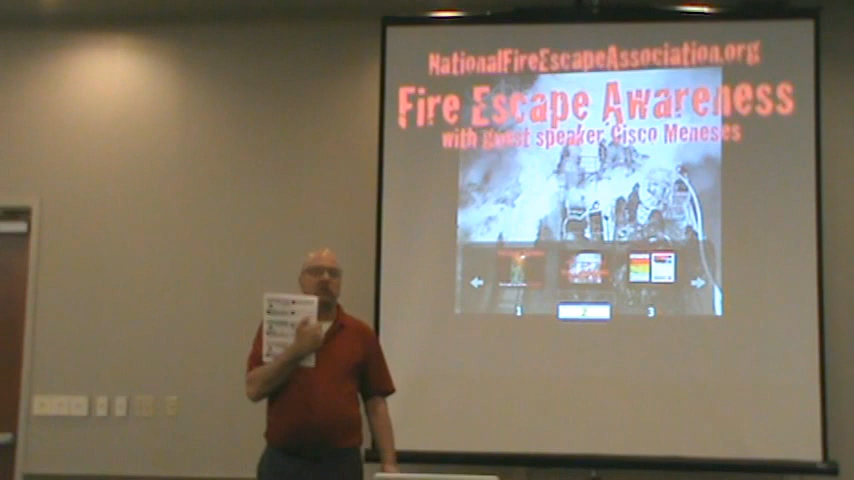 NationalFireEscapeAssociation.org
Fire Escape Awareness
with guest speaker Cisco Meneses
1 2 3